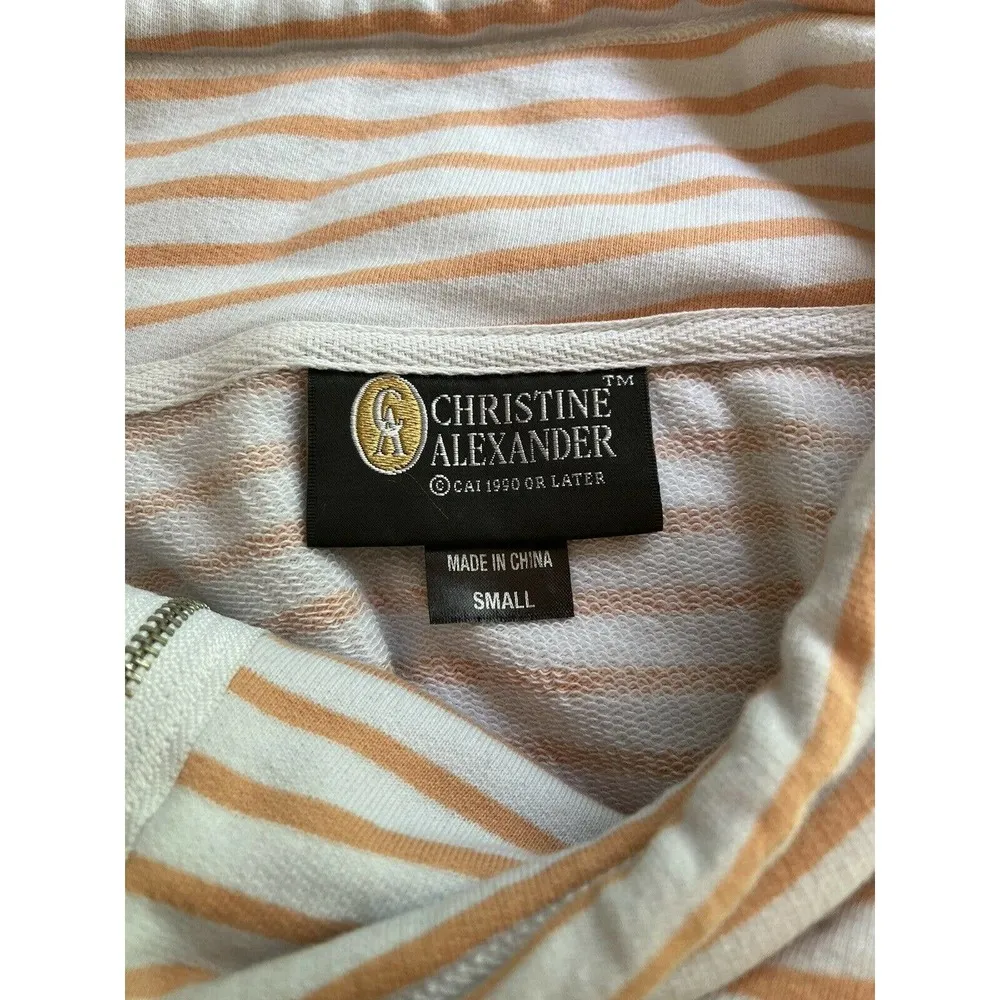 CA
CHRISTINE™
ALEXANDER
© CAI 1990 OR LATER
MADE IN CHINA
SMALL